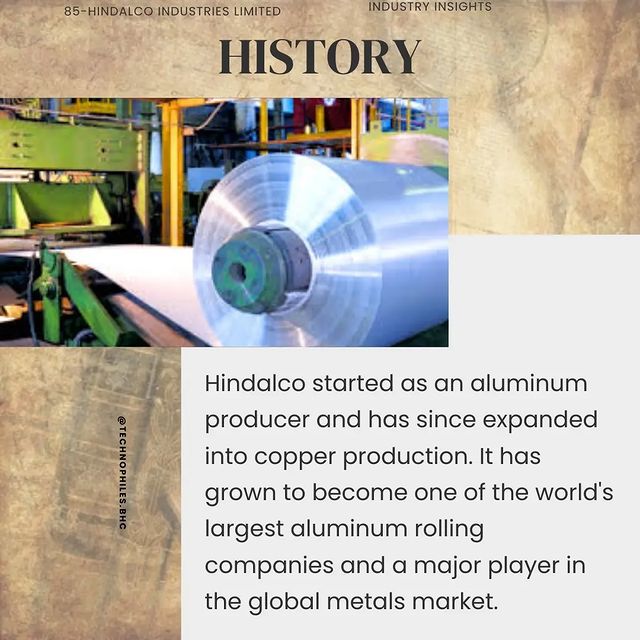 85-HINDALCO INDUSTRIES LIMITED
INDUSTRY INSIGHTS
HISTORY
@TECHNOPHILES.BHC
Hindalco started as an aluminum
producer and has since expanded
into copper production. It has
grown to become one of the world's
largest aluminum rolling
companies and a major player in
the global metals market.